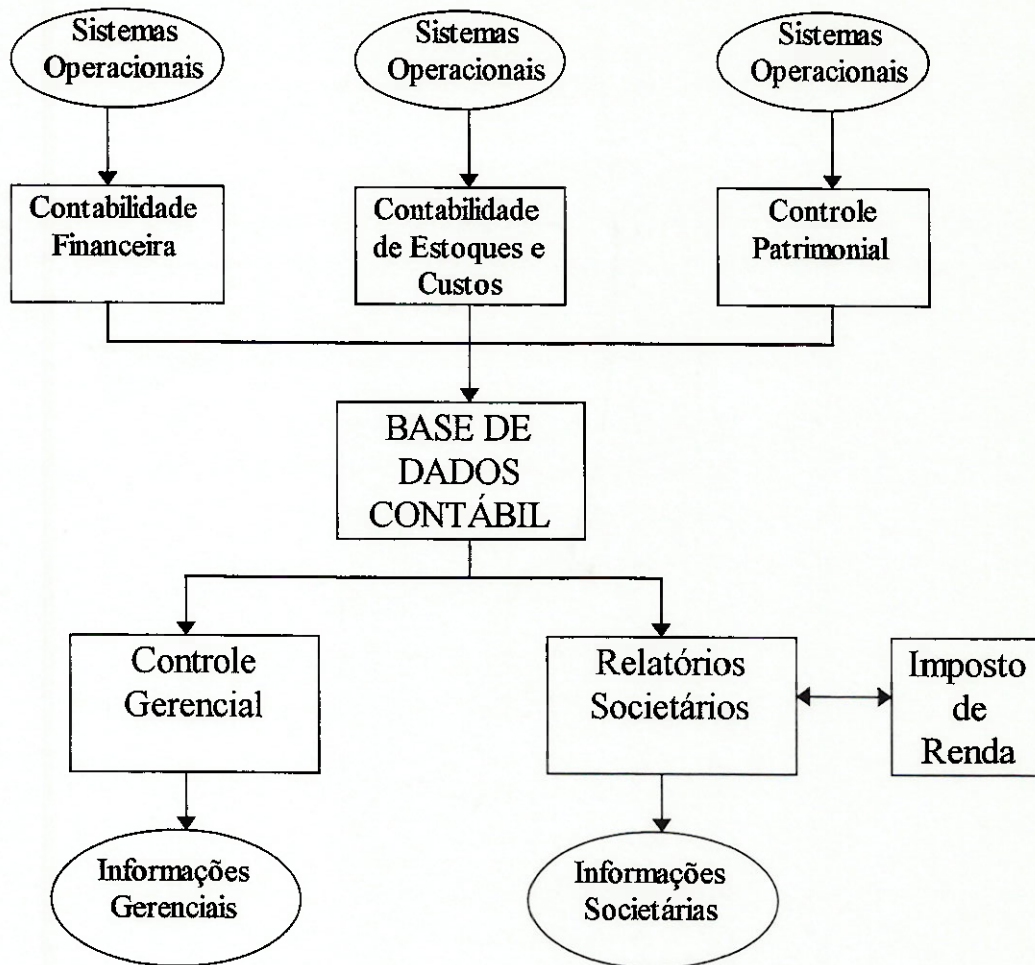 Sistemas
Operacionais
Sistemas
Operacionais
Sistemas
Operacionais
Contabilidade
Financeira
Contabilidade
de Estoques e
Custos
Controle
Patrimonial
BASE DE
DADOS
CONTÁBIL
Controle
Gerencial
Relatórios
Societários
Imposto
de
Renda
Informações
Gerenciais
Informações
Societárias